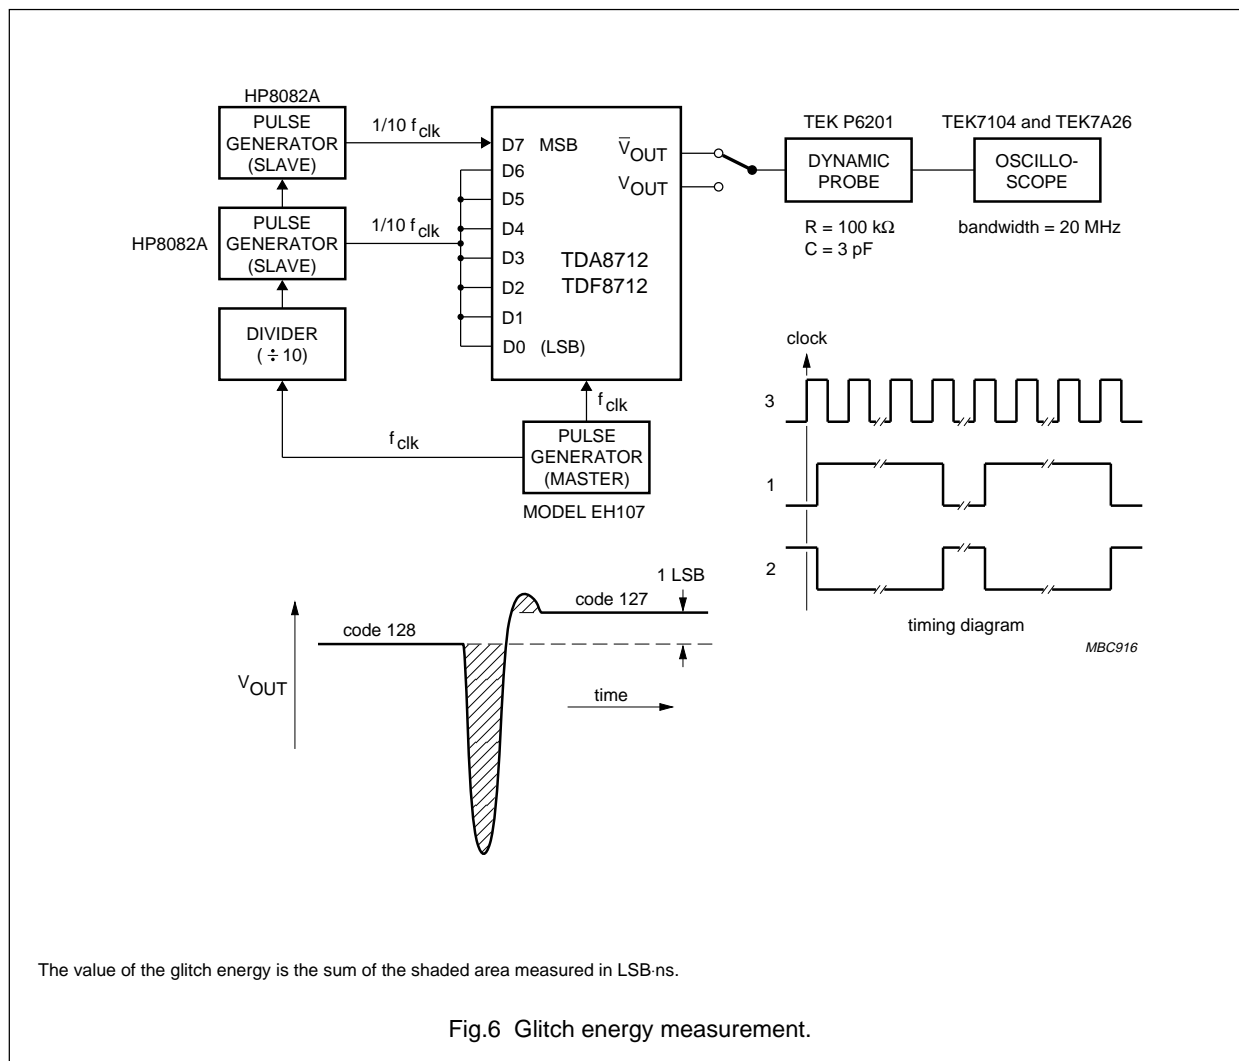 HP8082A
PULSE
GENERATOR
(SLAVE)
1/10 f clk
HP8082A
PULSE
GENERATOR
(SLAVE)
1/10 f clk
DIVIDER
( ÷ 10)
f clk
D7 MSB
D6
D5
D4
D3
D2
D1
D0 (LSB)
V̅OUT
VOUT
TDA8712
TDF8712
f clk
PULSE
GENERATOR
(MASTER)
MODEL EH107
TEK P6201
DYNAMIC
PROBE
R = 100 kΩ
C = 3 pF
TEK7104 and TEK7A26
OSCILLO-
SCOPE
bandwidth = 20 MHz
clock
3
1
2
timing diagram
MBC916
1 LSB
code 127
code 128
VOUT
time
The value of the glitch energy is the sum of the shaded area measured in LSB·ns.
Fig.6 Glitch energy measurement.